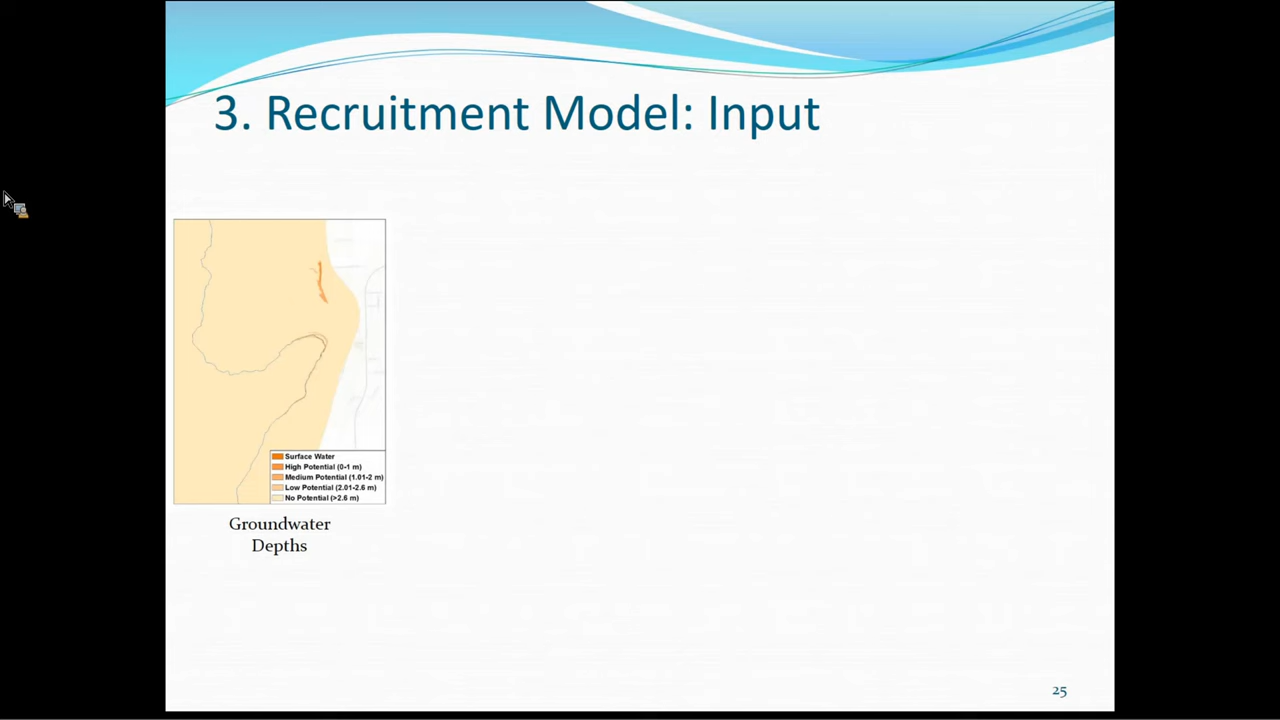 3. Recruitment Model: Input
Surface Water
High Potential (0-1 m)
Medium Potential (1.01-2 m)
Low Potential (2.01-2.6 m)
No Potential (>2.6 m)
Groundwater
Depths
25